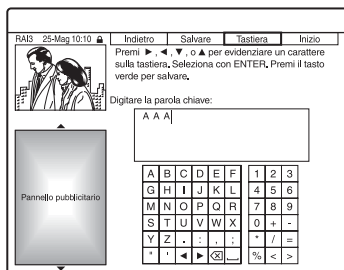 RAI3 25-Mag 10:10
Indietro Salvare Tastiera Inizio
Premi ►, ◄, ▼, o ▲ per evidenziare un carattere
sulla tastiera. Seleziona con ENTER. Premi il tasto
verde per salvare.
Digitare la parola chiave:
A A A
Pannello pubblicitario
A B C D E F 1 2 3
G H I J K L 4 5 6
M N O P Q R 7 8 9
S T U V W X 0 + -
Y Z . : , ; * / =
" ' ◄ ► ⌫ ⎵ % < >